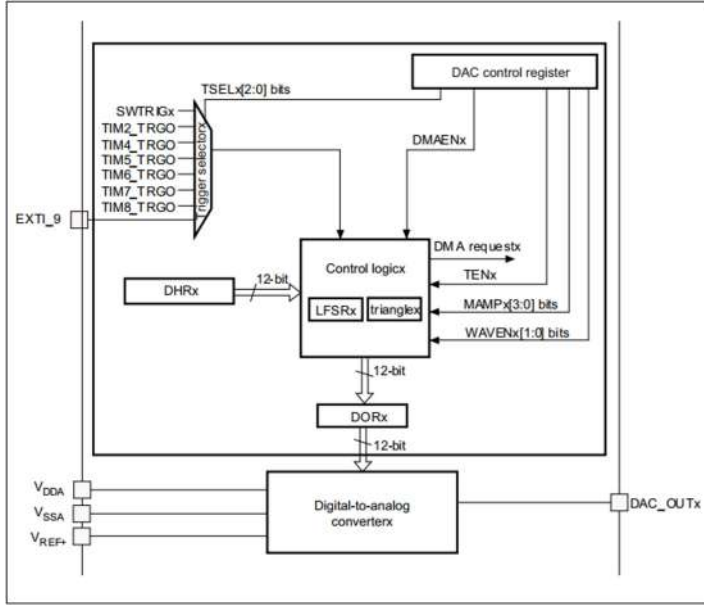 DAC control register
TSELx[2:0] bits
SWTRIGx
TIM2_TRGO
TIM4_TRGO
TIM5_TRGO
TIM6_TRGO
TIM7_TRGO
TIM8_TRGO
Trigger selectorx
DMAENx
EXTI_9
DMA requestx
Control logicx
TENx
12-bit
DHRx
LFSRx
trianglex
MAMPx[3:0] bits
WAVENx[1:0] bits
12-bit
DORx
12-bit
VDDA
VSSA
VREF+
Digital-to-analog
converterx
DAC_OUTx